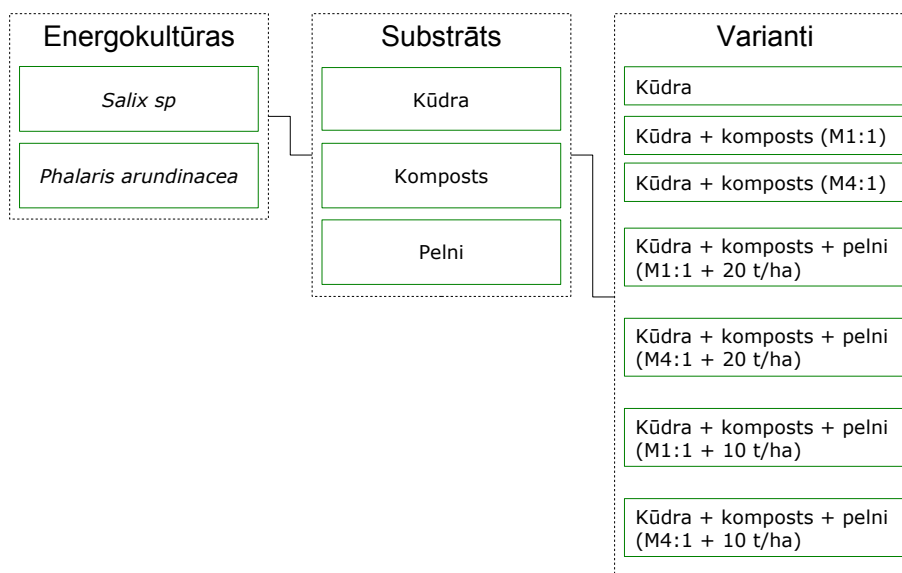 Energokultūras
Salix sp
Phalaris arundinacea
Substrāts
Kūdra
Komposts
Pelni
Varianti
Kūdra
Kūdra + komposts (M1:1)
Kūdra + komposts (M4:1)
Kūdra + komposts + pelni
(M1:1 + 20 t/ha)
Kūdra + komposts + pelni
(M4:1 + 20 t/ha)
Kūdra + komposts + pelni
(M1:1 + 10 t/ha)
Kūdra + komposts + pelni
(M4:1 + 10 t/ha)